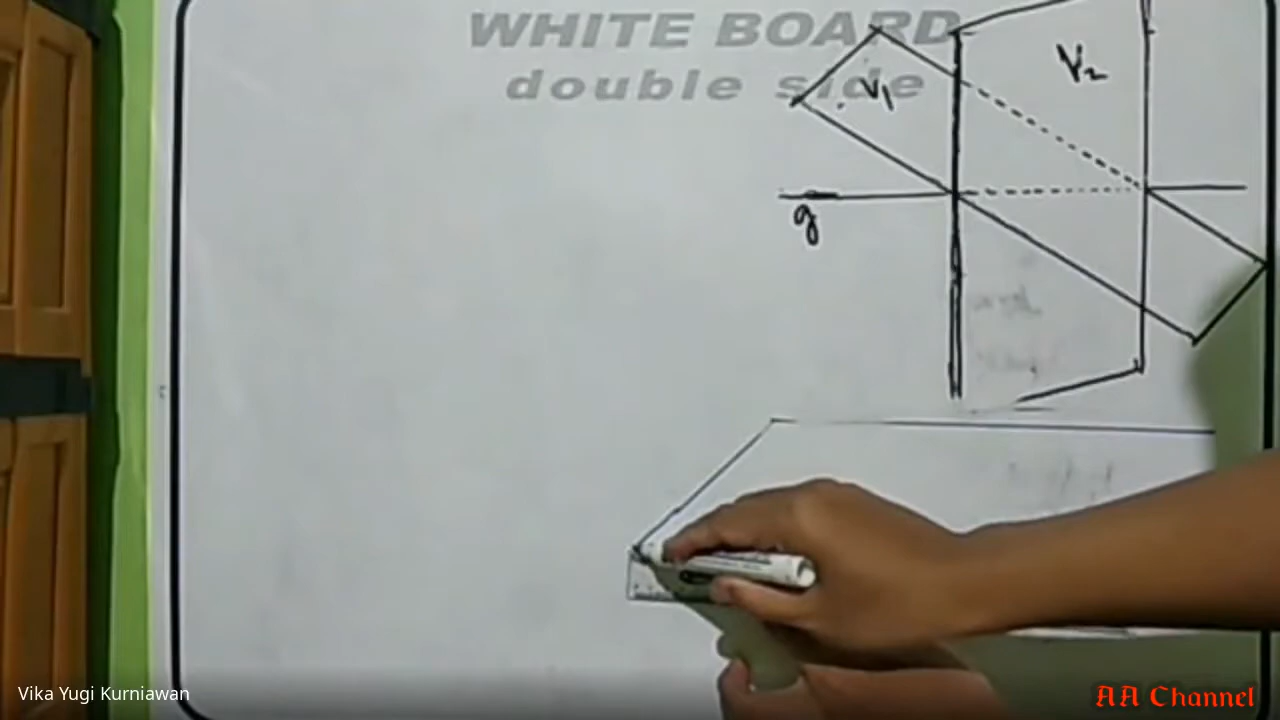 WHITE BOARD
double side
V₁
V₂
g
Vika Yugi Kurniawan
AA Channel